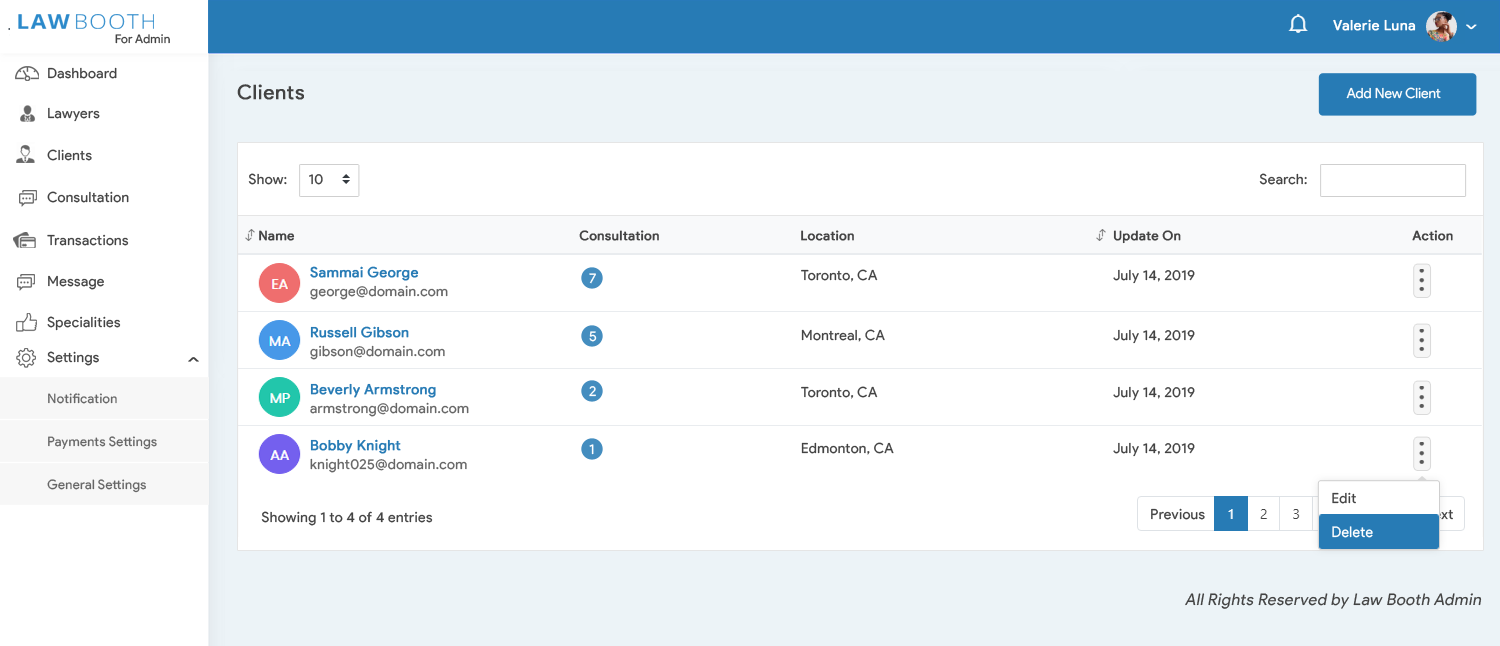 LAWBOOTH
For Admin
Valerie Luna
Dashboard
Lawyers
Clients
Consultation
Transactions
Message
Specialities
Settings
Notification
Payments Settings
General Settings
Clients
Add New Client
Show: 10
Search:
Name Consultation Location Update On Action
EA Sammai George 7 Toronto, CA July 14, 2019
george@domain.com
MA Russell Gibson 5 Montreal, CA July 14, 2019
gibson@domain.com
MP Beverly Armstrong 2 Toronto, CA July 14, 2019
armstrong@domain.com
AA Bobby Knight 1 Edmonton, CA July 14, 2019
knight025@domain.com
Showing 1 to 4 of 4 entries
Previous 1 2 3 xt
Edit
Delete
All Rights Reserved by Law Booth Admin